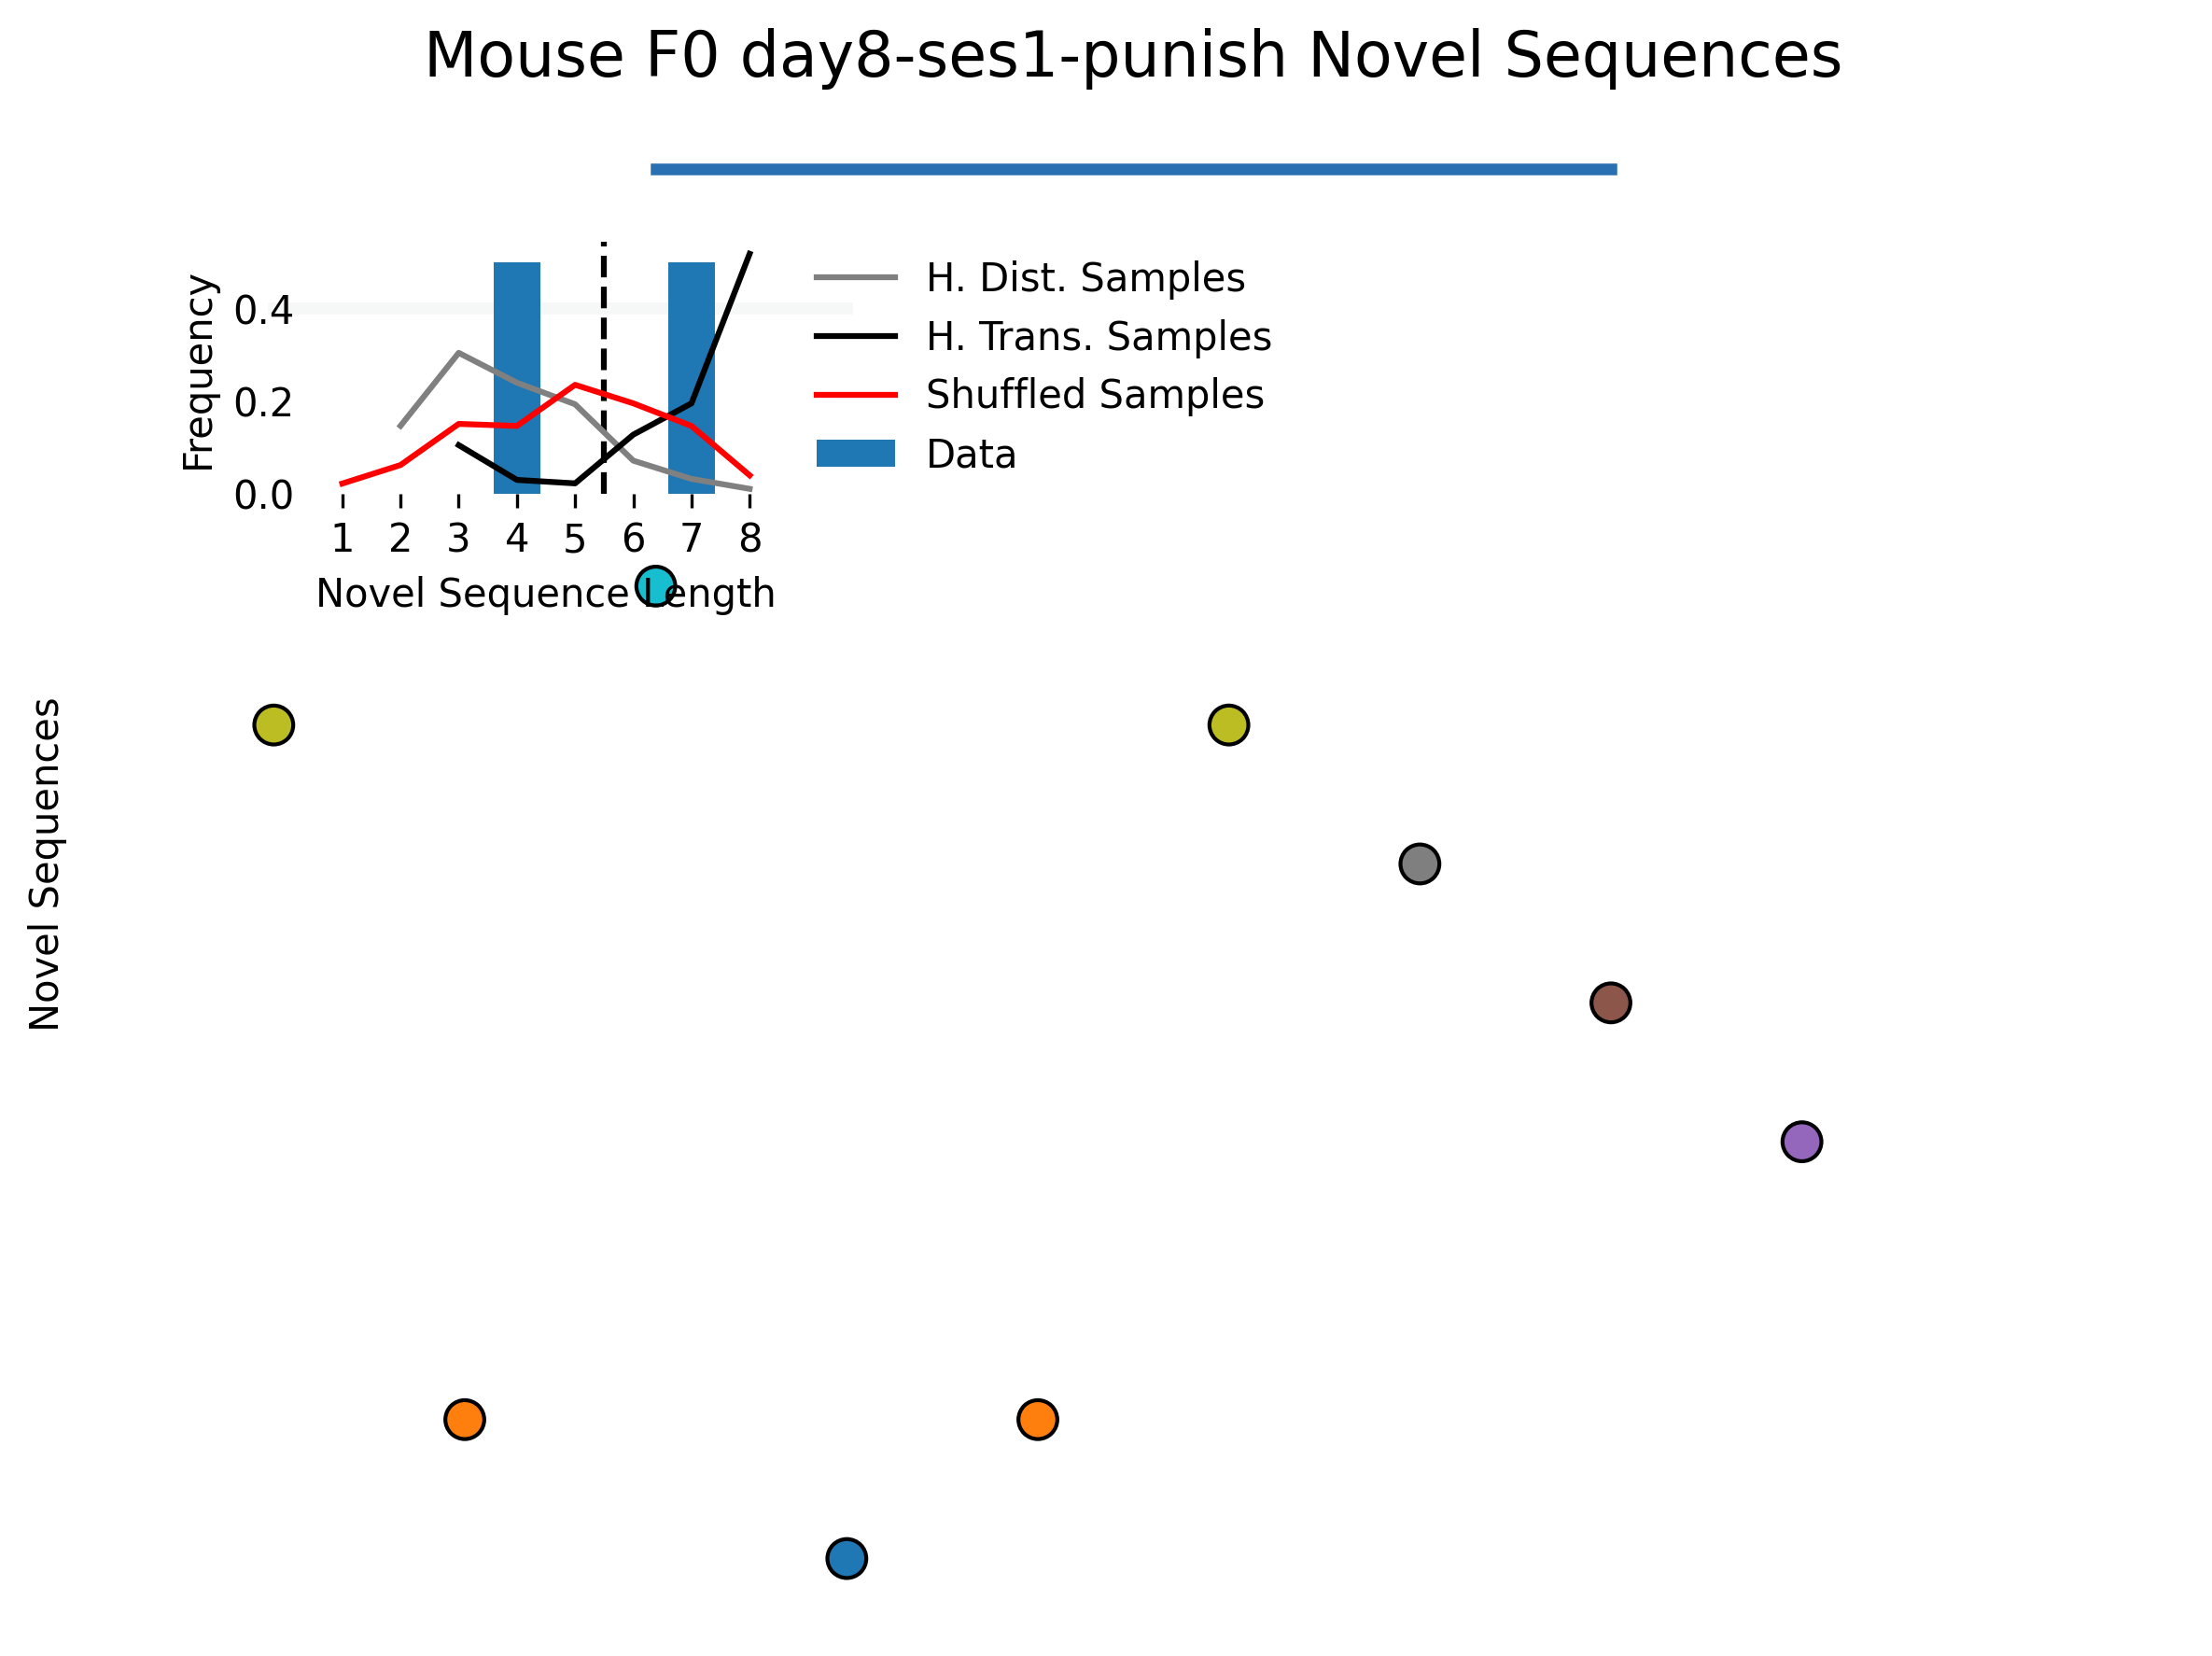 Mouse F0 day8-ses1-punish Novel Sequences
Frequency
0.4
0.2
0.0
1 2 3 4 5 6 7 8
Novel Sequence Length
H. Dist. Samples
H. Trans. Samples
Shuffled Samples
Data
Novel Sequences